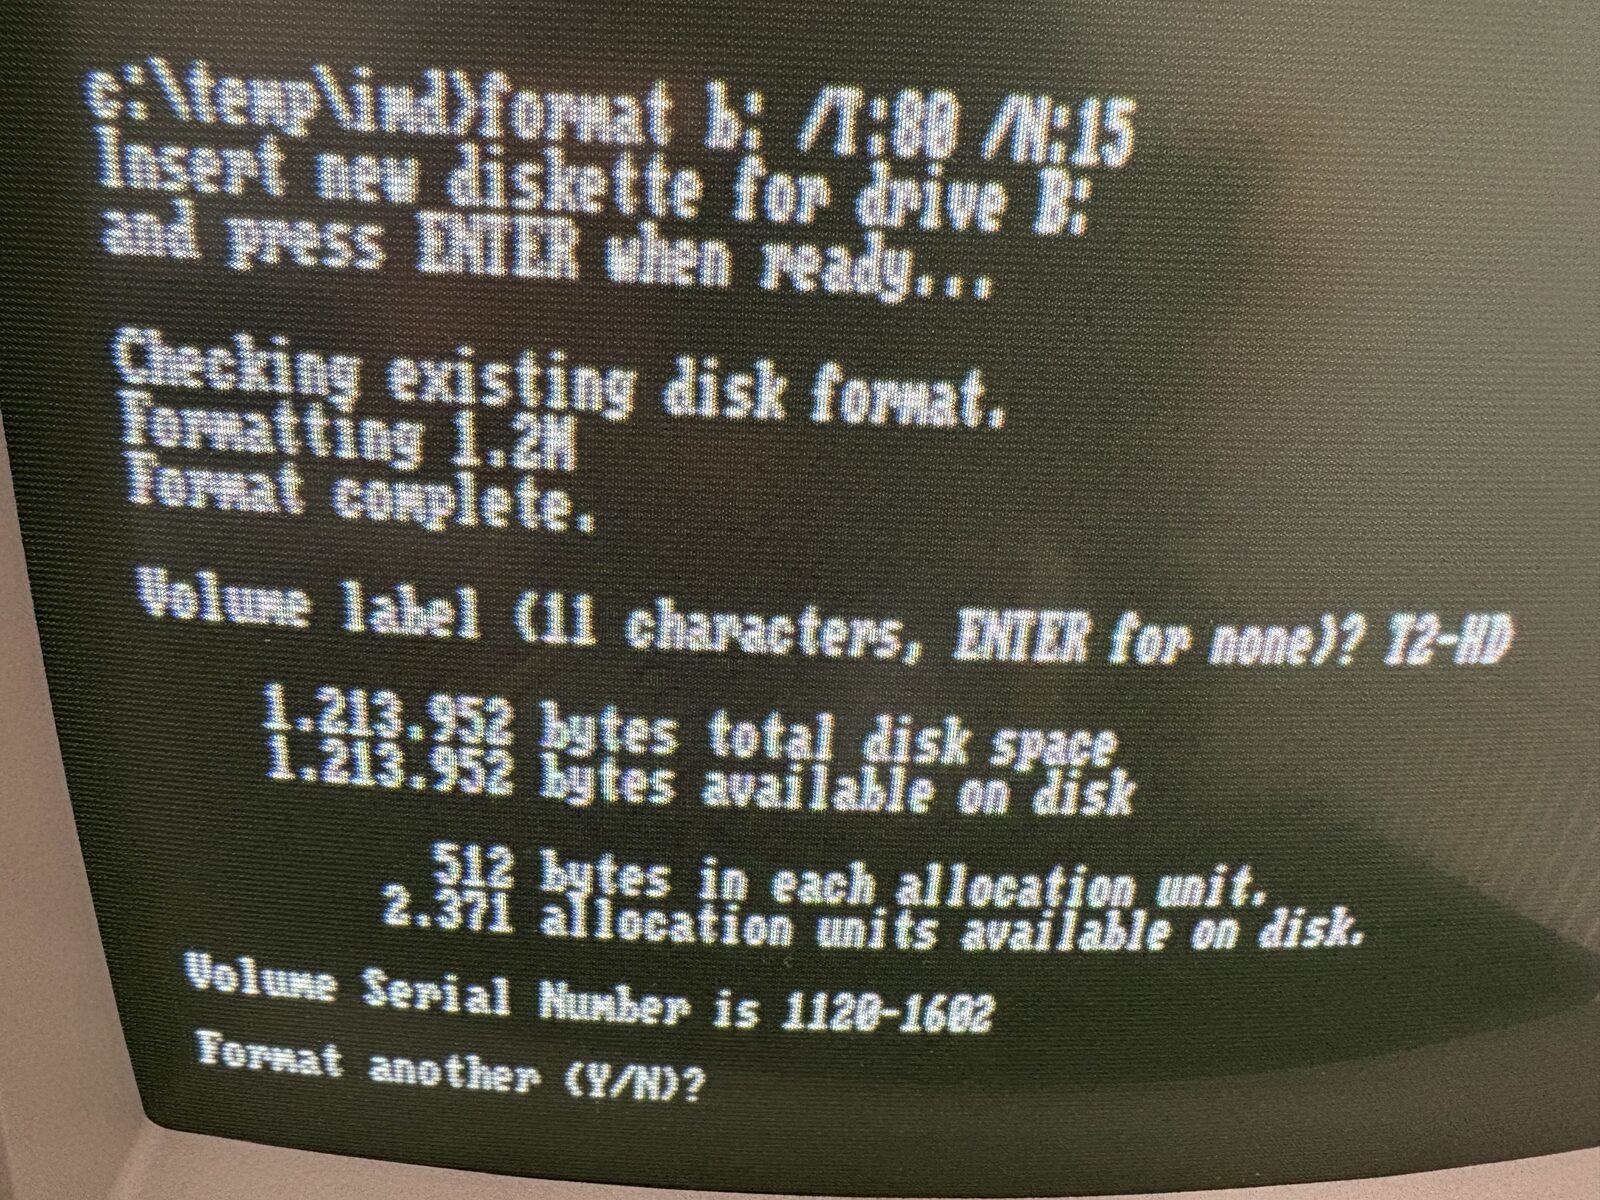 c:\temp\imd>format b: /T:80 /N:15
Insert new diskette for drive B:
and press ENTER when ready...
Checking existing disk format.
Formatting 1.2M
Format complete.
Volume label (11 characters, ENTER for none)? Y2-HD
1.213.952 bytes total disk space
1.213.952 bytes available on disk
512 bytes in each allocation unit.
2.371 allocation units available on disk.
Volume Serial Number is 1120-1602
Format another (Y/N)?